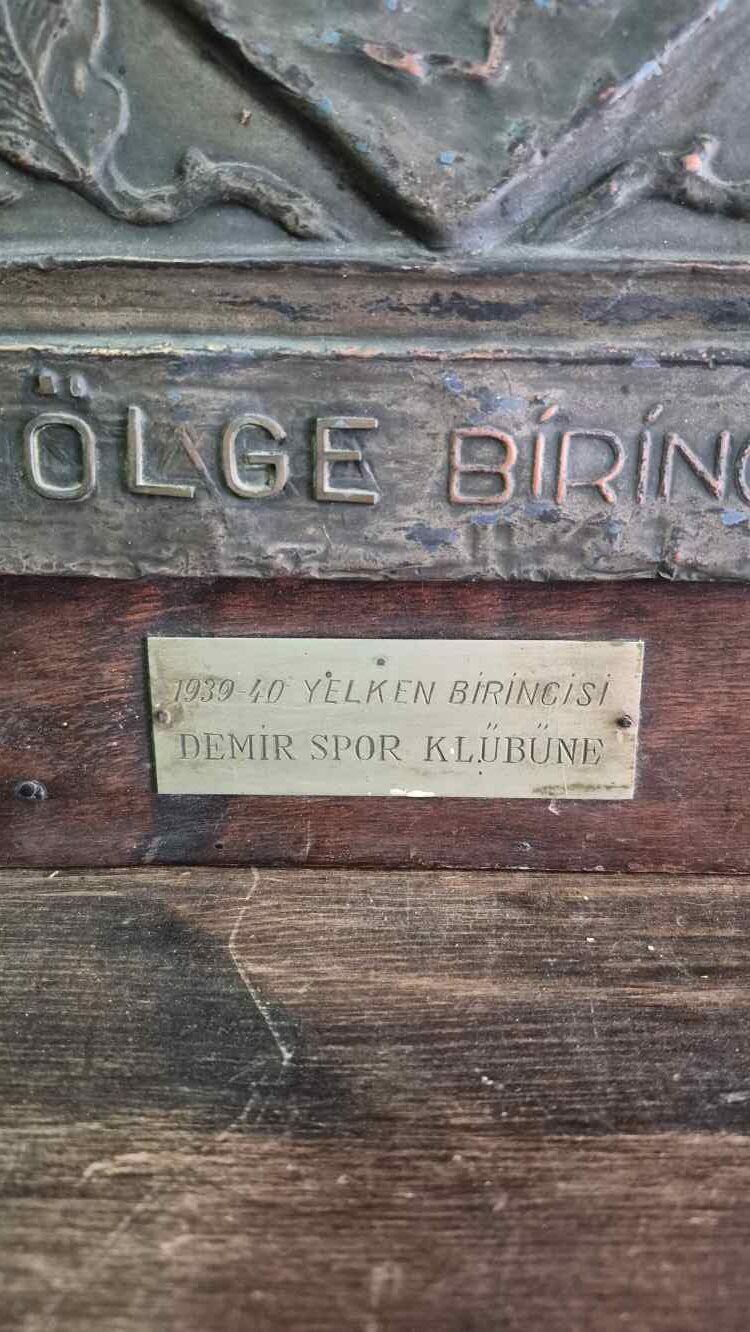 ÖLGE BİRİNC
1939-40 YELKEN BİRİNCİSİ
DEMİR SPOR KLÜBÜNE